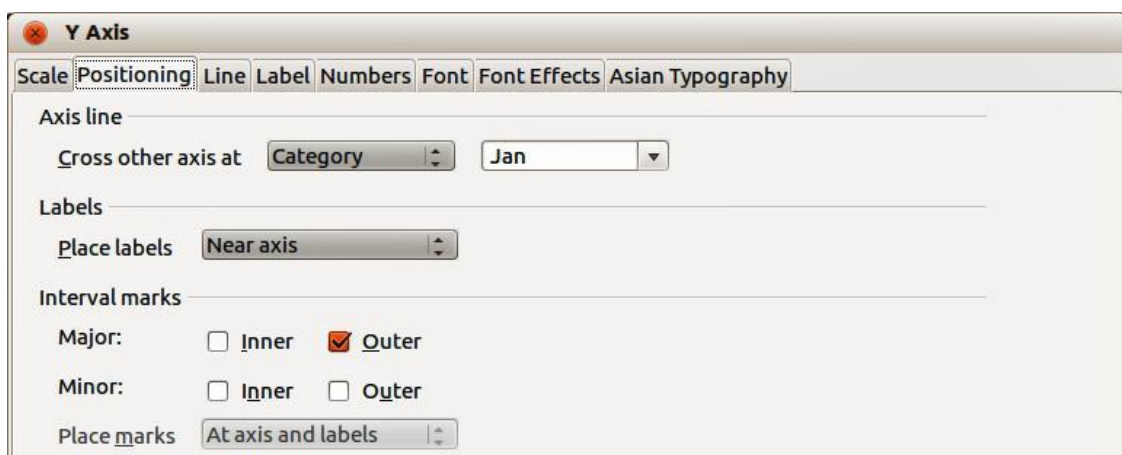 Y Axis
Scale Positioning Line Label Numbers Font Font Effects Asian Typography
Axis line
Cross other axis at Category Jan
Labels
Place labels Near axis
Interval marks
Major: Inner Outer
Minor: Inner Outer
Place marks At axis and labels